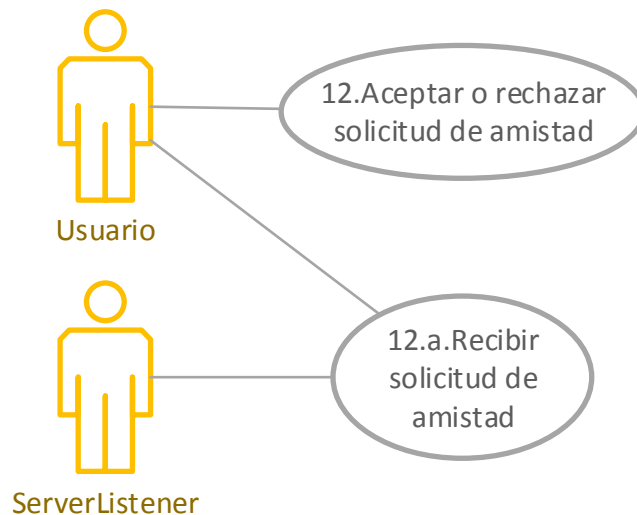 12.Aceptar o rechazar
solicitud de amistad
Usuario
12.a.Recibir
solicitud de
amistad
ServerListener